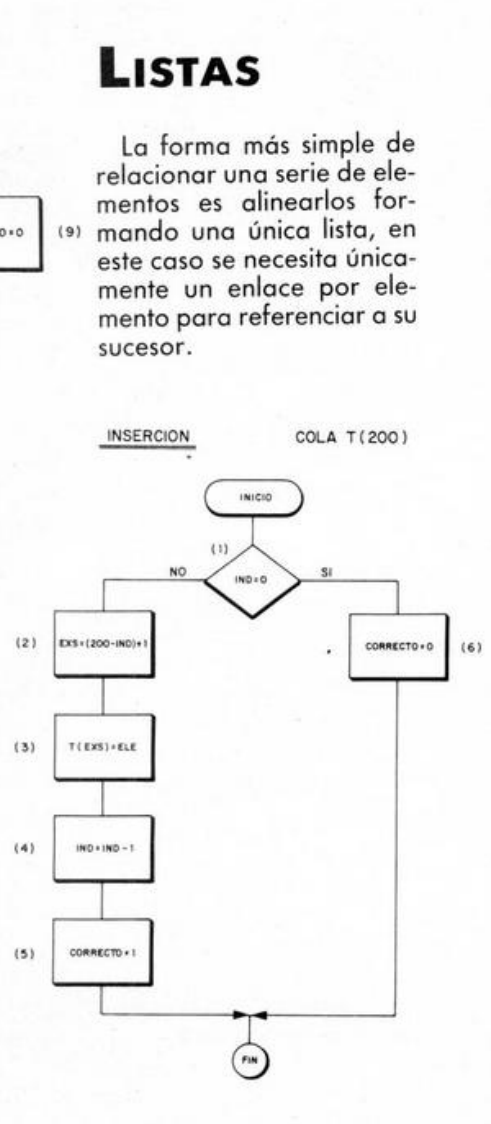 LISTAS
La forma más simple de
relacionar una serie de ele-
mentos es alinearlos for-
(9) mando una única lista, en
este caso se necesita única-
mente un enlace por ele-
mento para referenciar a su
sucesor.
INSERCION COLA T(200)
INICIO
(1)
NO IND=0 SI
(2) EXS=(200-IND)+1 CORRECTO=0 (6)
(3) T(EXS)=ELE
(4) IND=IND-1
(5) CORRECTO=1
FIN